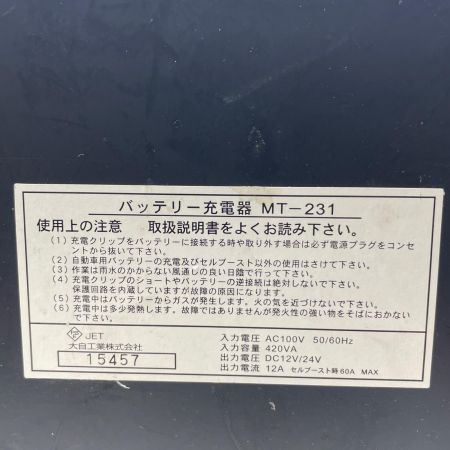 バッテリー充電器 MT-231
使用上の注意 取扱説明書をよくお読み下さい。
(1) 充電クリップをバッテリーに接続する時や取り外す場合は必ず電源プラグをコンセ
ントから抜いて下さい。
(2) 自動車用バッテリーの充電及びセルブースト以外の使用はさけて下さい。
(3) 作業は雨水のかからない風通しの良い日陰で行って下さい。
(4) 充電クリップのショートやバッテリーの逆接続は絶対しないで下さい。
保護回路を内蔵していますが故障の原因になります。
(5) 充電中はバッテリーからガスが発生します。火の気を近づけないで下さい。
(6) 充電中は多少発熱します。故障ではありませんが発火性の強い物をそばにおかない
で下さい。
JET
大自工業株式会社
15457
入力電圧 AC100V 50/60Hz
入力容量 420VA
出力電圧 DC12V/24V
出力電流 12A セルブースト時60A MAX